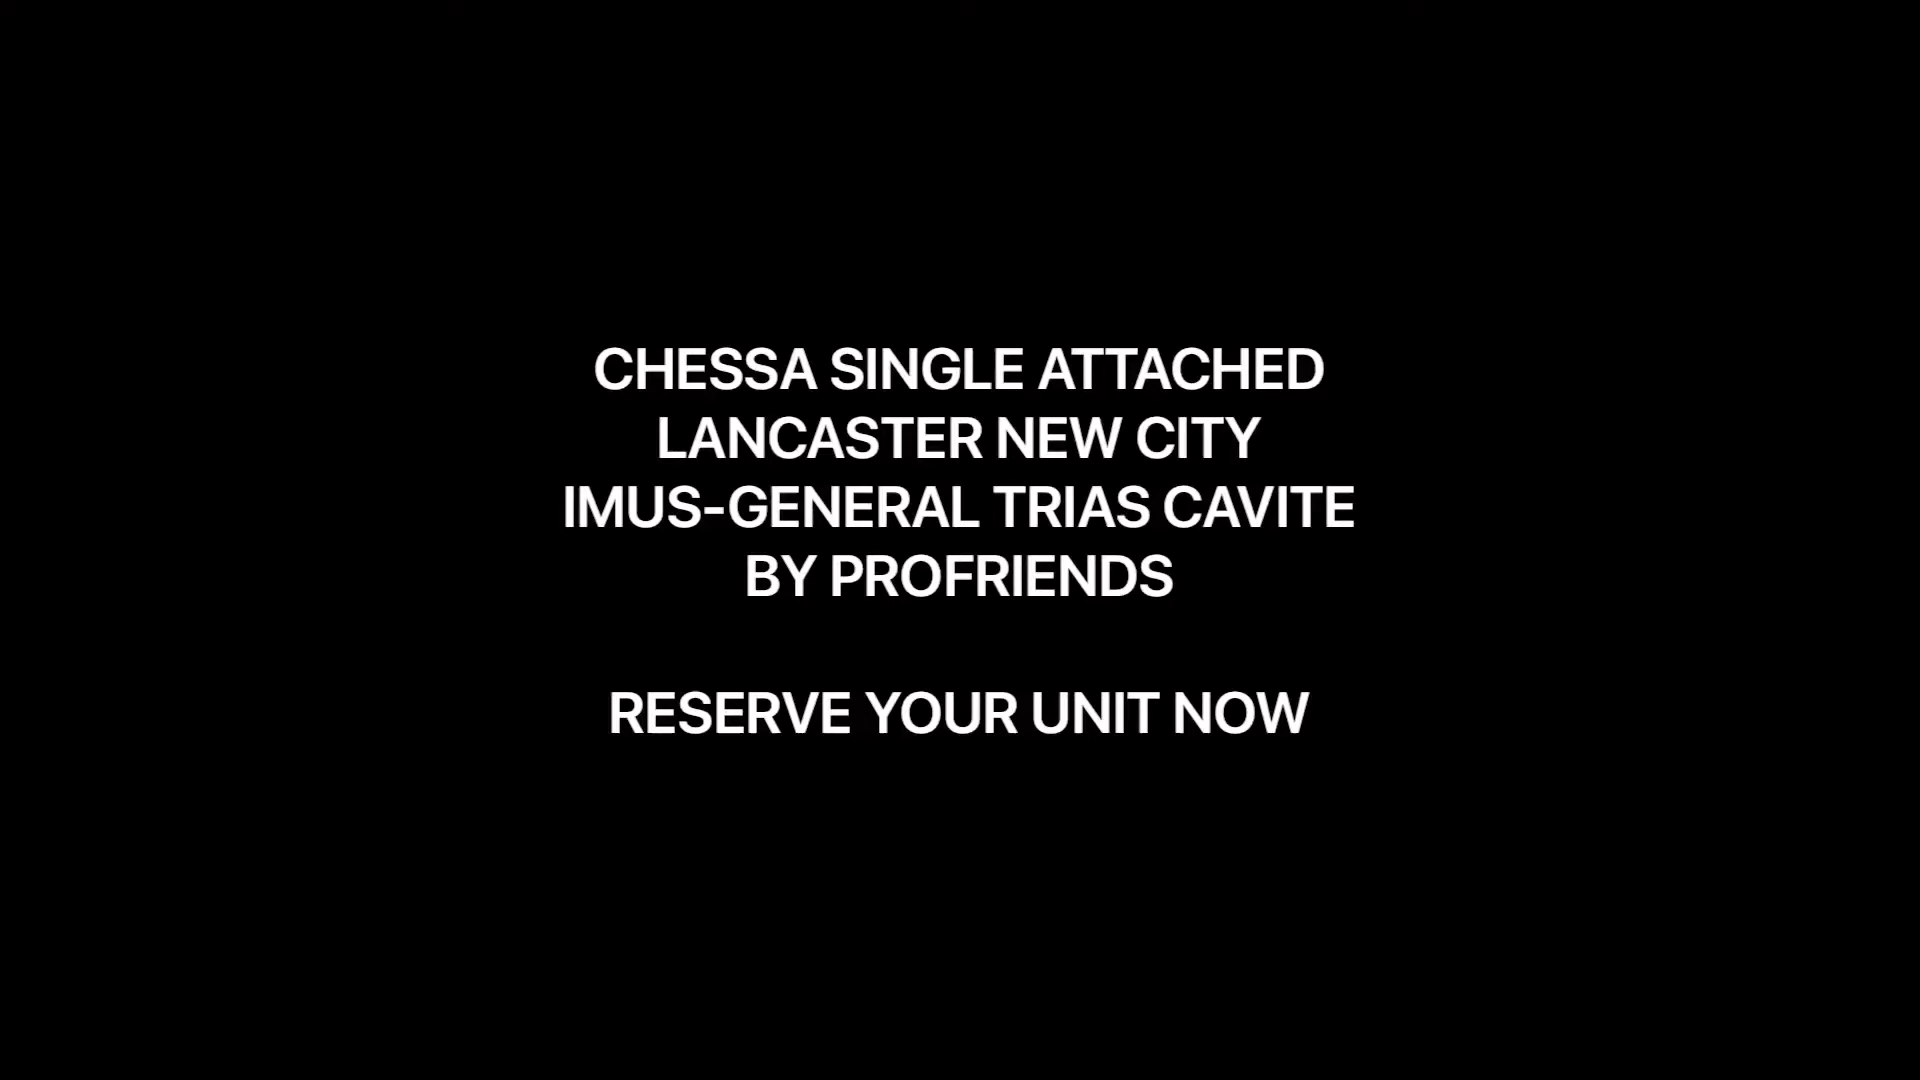 CHESSA SINGLE ATTACHED
LANCASTER NEW CITY
IMUS-GENERAL TRIAS CAVITE
BY PROFRIENDS
RESERVE YOUR UNIT NOW